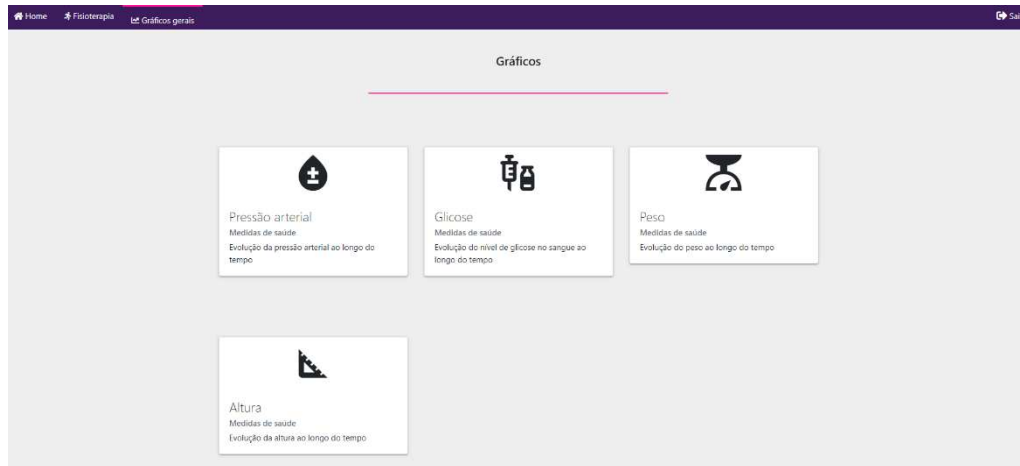 Home
Fisioterapia
Gráficos gerais
Sai
Gráficos
Pressão arterial
Medidas de saúde
Evolução da pressão arterial ao longo do
tempo
Glicose
Medidas de saúde
Evolução do nível de glicose no sangue ao
longo do tempo
Peso
Medidas de saúde
Evolução do peso ao longo do tempo
Altura
Medidas de saúde
Evolução da altura ao longo do tempo